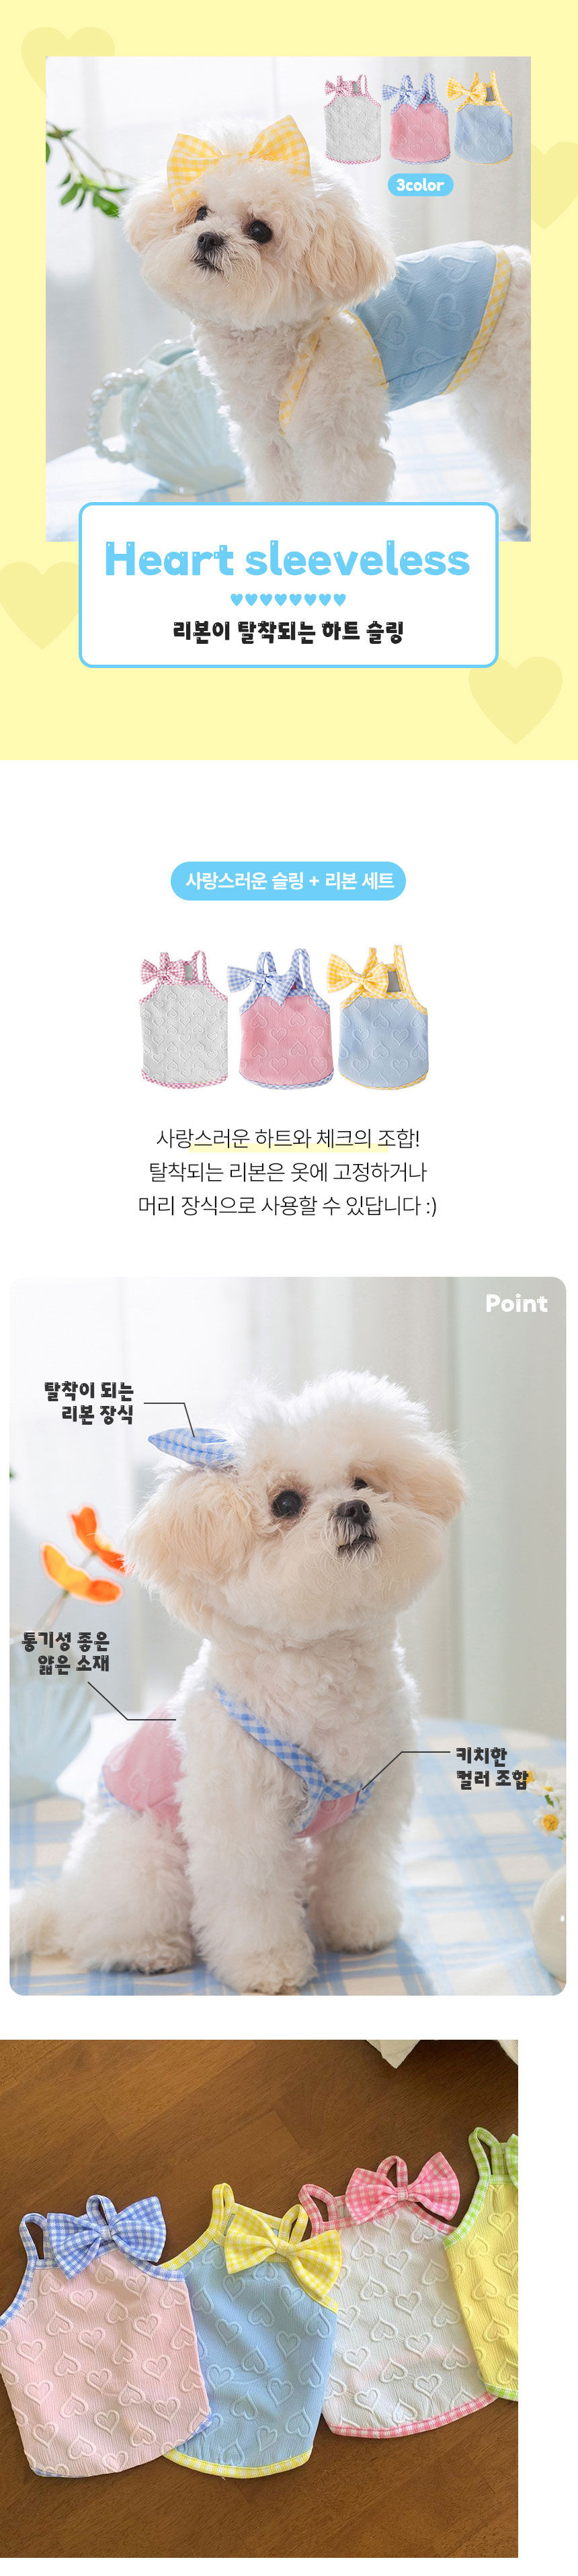 3color
Heart sleeveless
리본이 탈착되는 하트 슬링
사랑스러운 슬링 + 리본 세트
사랑스러운 하트와 체크의 조합!
탈착되는 리본은 옷에 고정하거나
머리 장식으로 사용할 수 있답니다 :)
Point
탈착이 되는
리본 장식
통기성 좋은
얇은 소재
키치한
컬러 조합